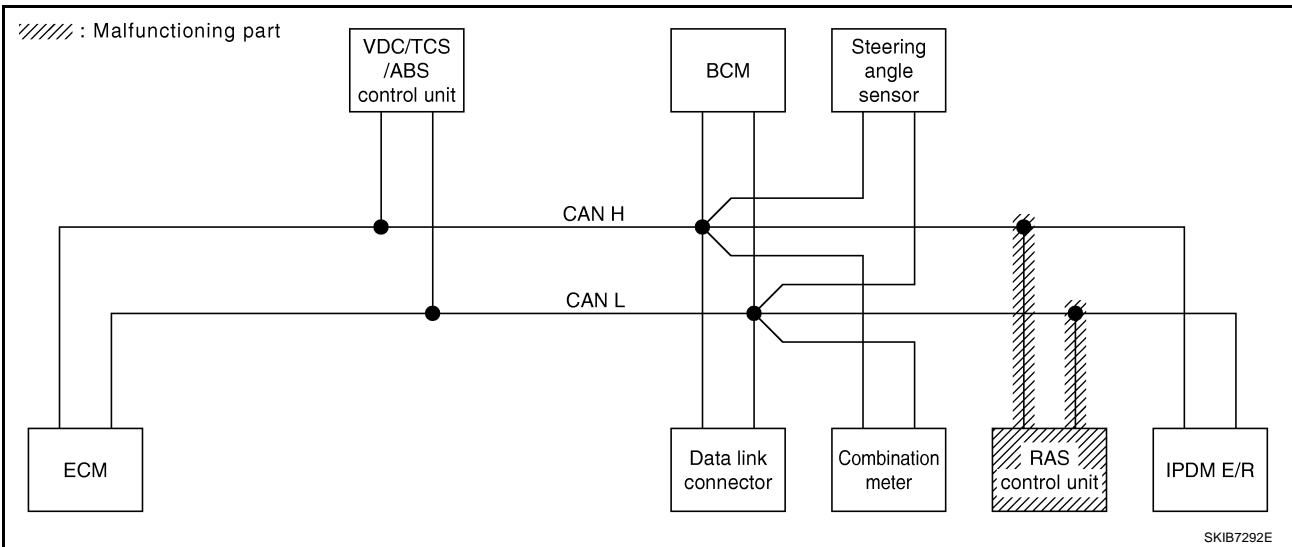 : Malfunctioning part
VDC/TCS
/ABS
control unit
BCM
Steering
angle
sensor
CAN H
CAN L
ECM
Data link
connector
Combination
meter
RAS
control unit
IPDM E/R
SKIB7292E